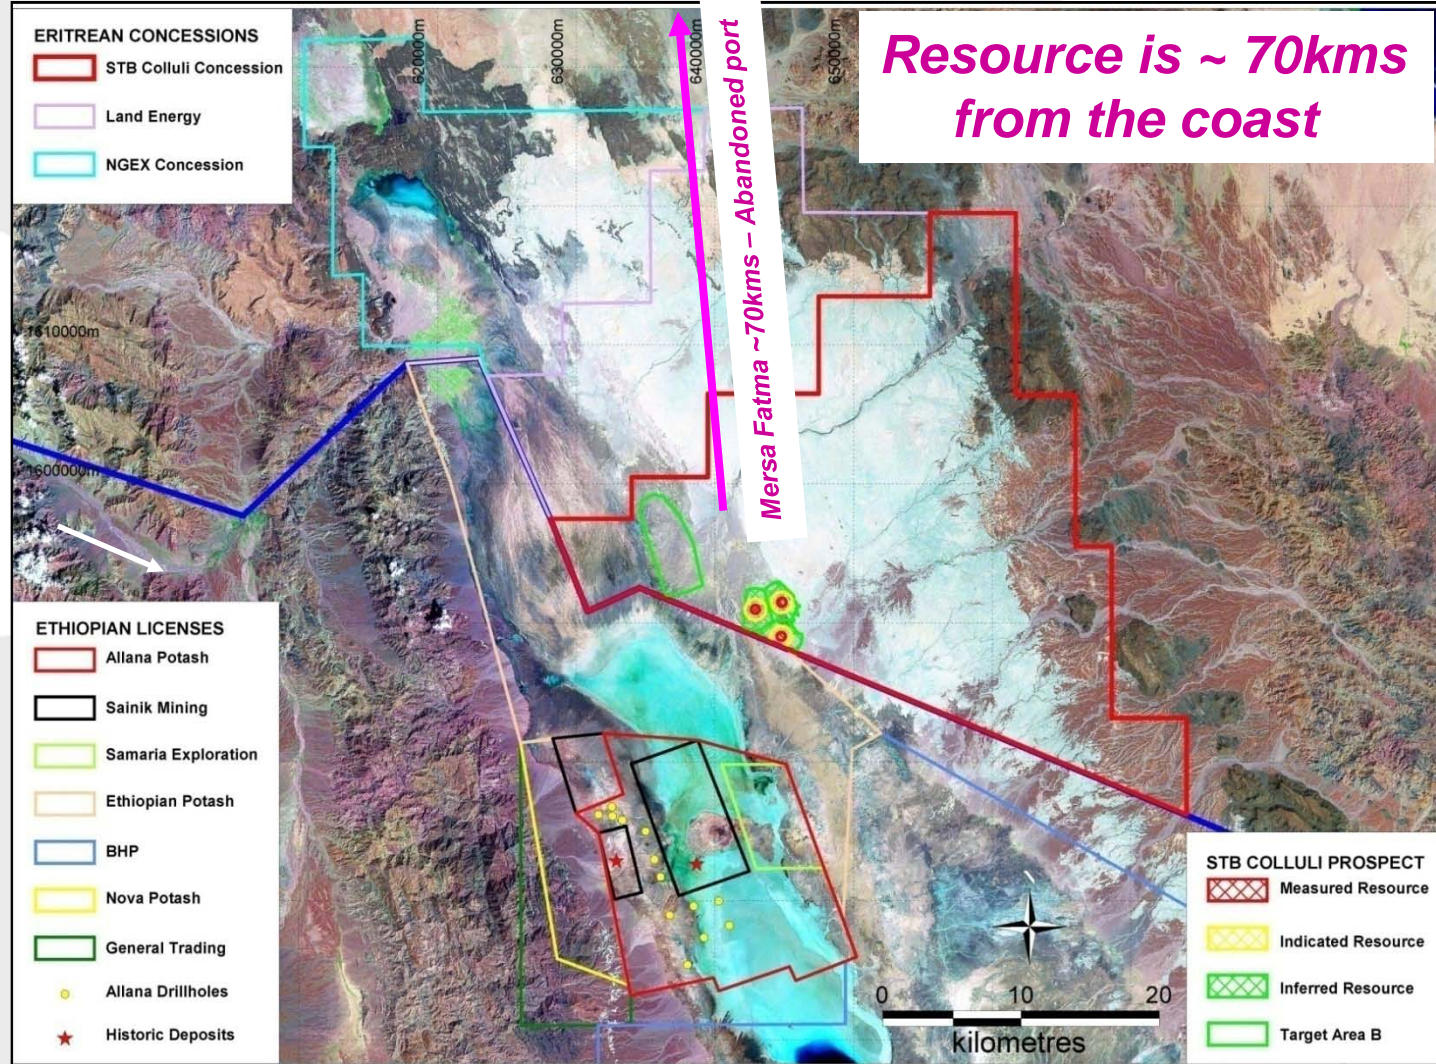 ERITREAN CONCESSIONS
STB Colluli Concession
Land Energy
NGEX Concession
620000m
630000m
640000m
650000m
Resource is ~ 70kms
from the coast
Mersa Fatma ~70kms – Abandoned port
1610000m
1600000m
ETHIOPIAN LICENSES
Allana Potash
Sainik Mining
Samaria Exploration
Ethiopian Potash
BHP
Nova Potash
General Trading
Allana Drillholes
Historic Deposits
STB COLLULI PROSPECT
Measured Resource
Indicated Resource
Inferred Resource
Target Area B
0 10 20
kilometres